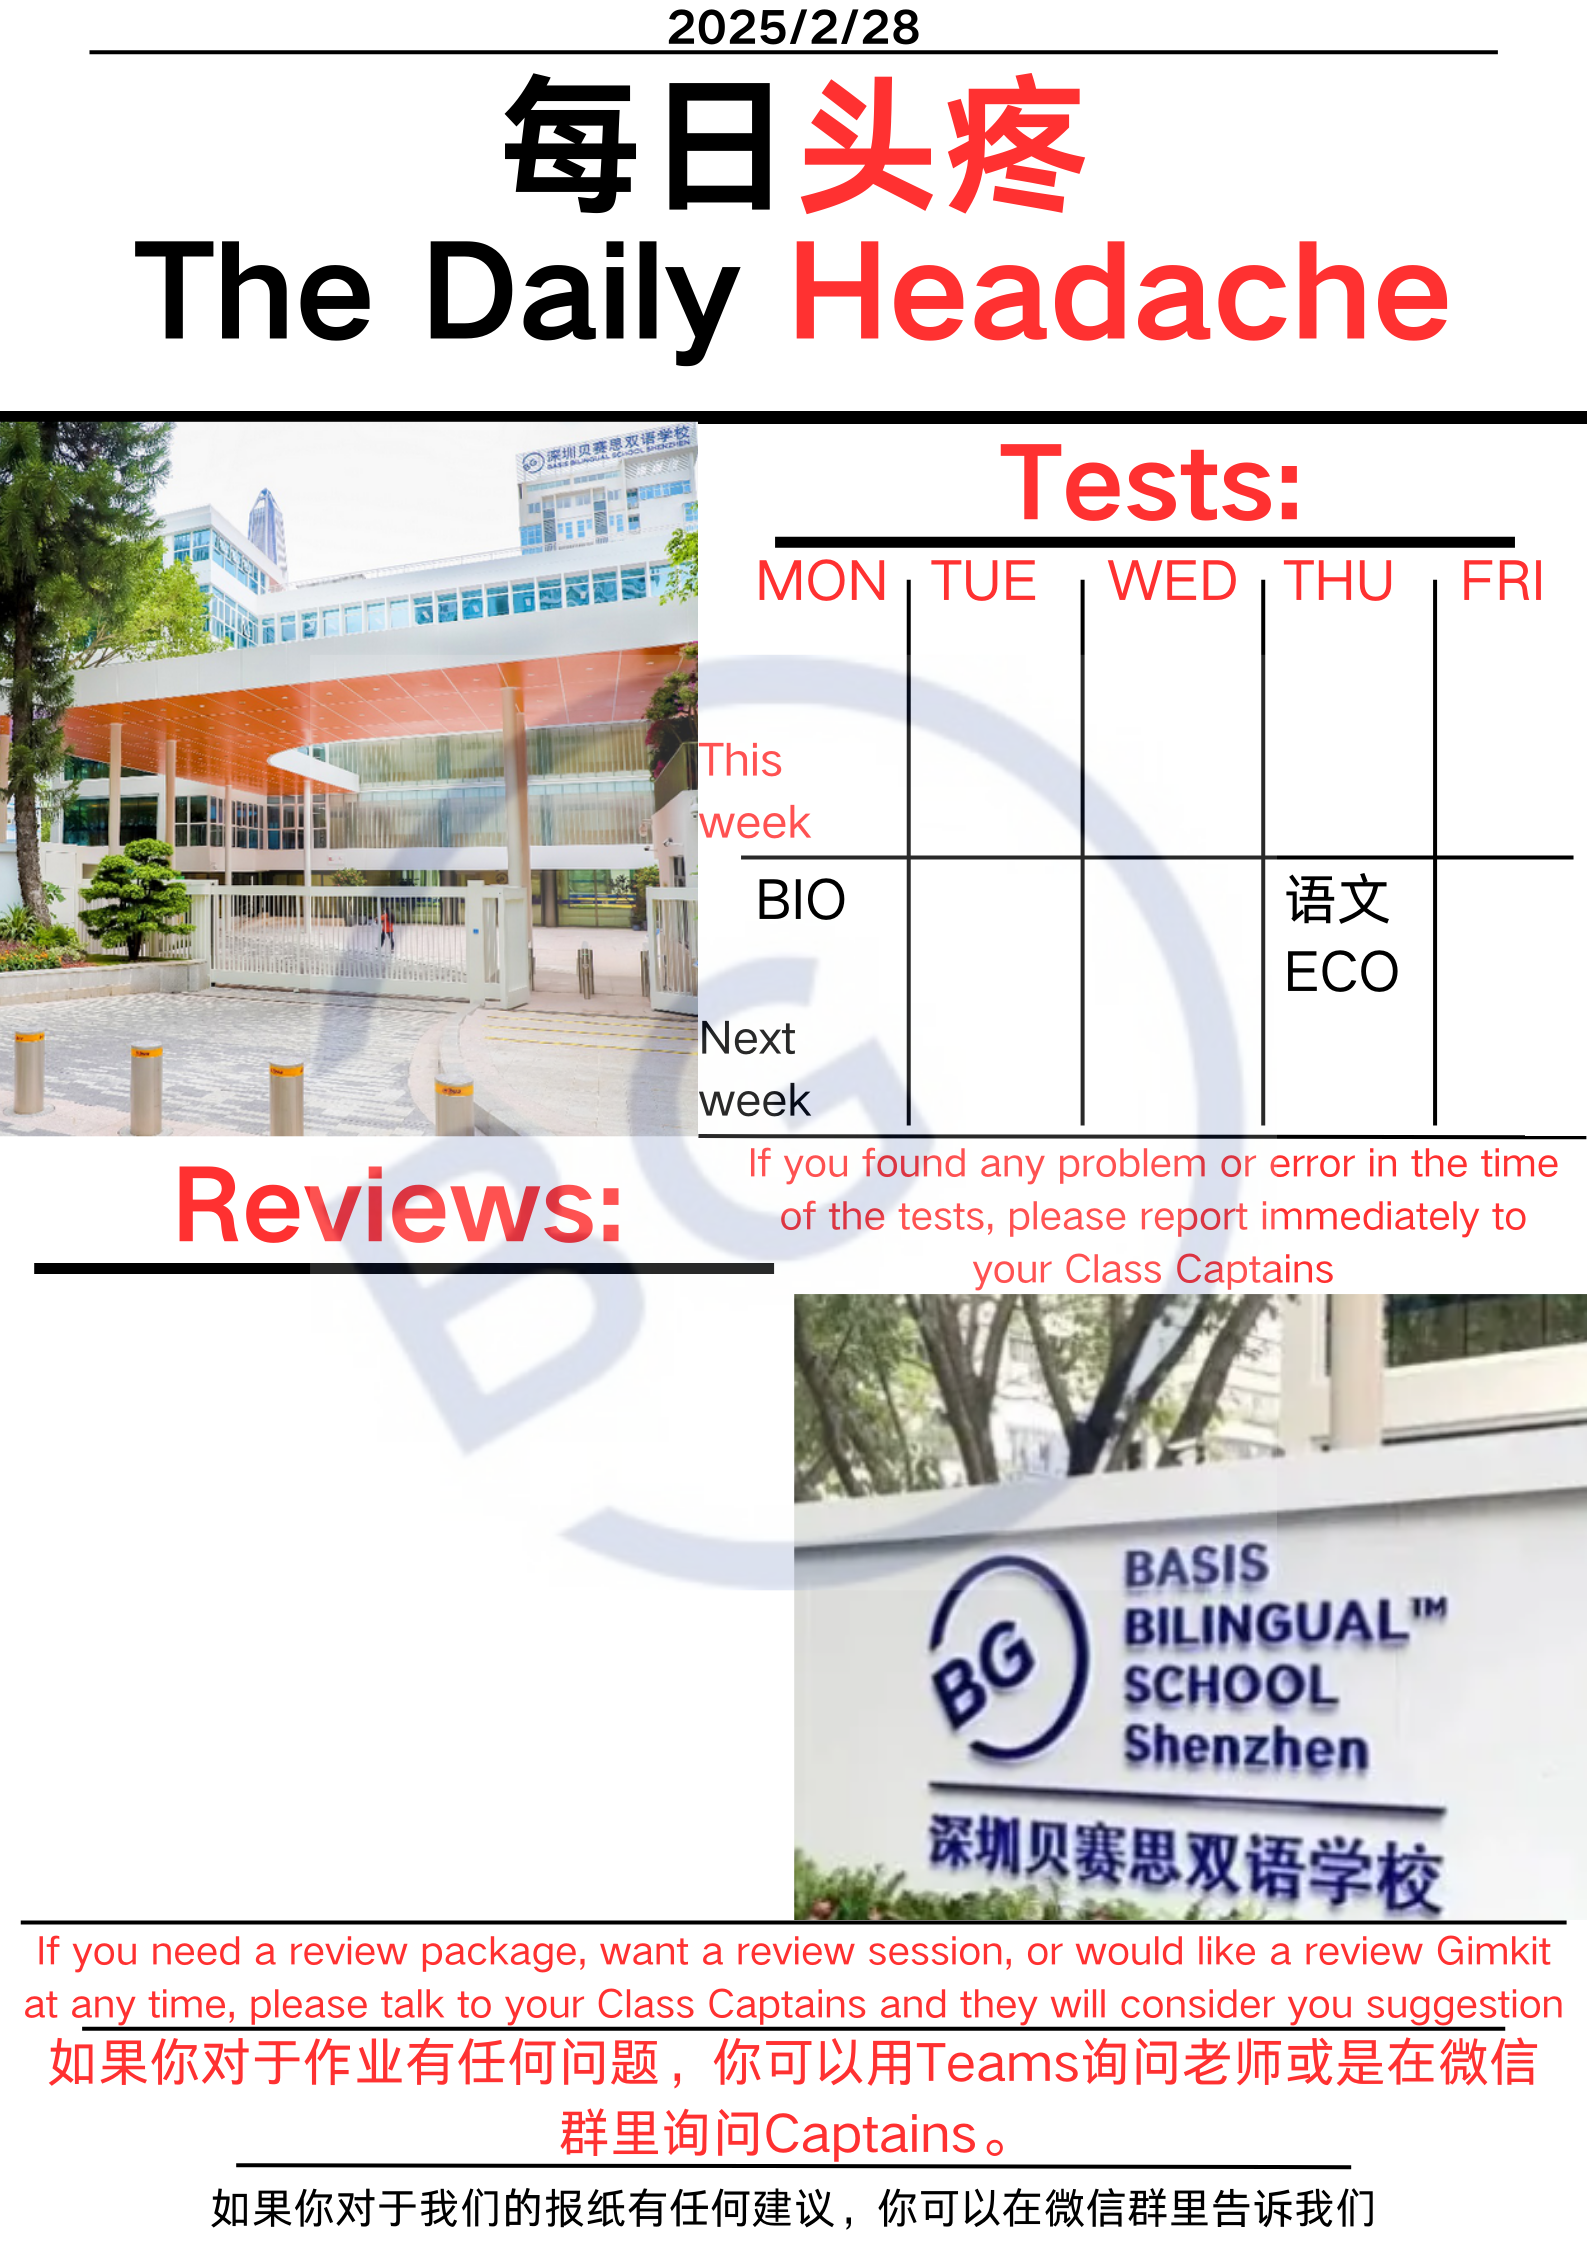 2025/2/28
每日头疼
The Daily Headache
深圳贝赛思双语学校
BASIS BILINGUAL SCHOOL SHENZHEN
Tests:
MON TUE WED THU FRI
This
week
BIO 语文
ECO
Next
week
If you found any problem or error in the time
of the tests, please report immediately to
your Class Captains
Reviews:
BG
BG
BASIS
BILINGUAL™
SCHOOL
Shenzhen
深圳贝赛思双语学校
If you need a review package, want a review session, or would like a review Gimkit
at any time, please talk to your Class Captains and they will consider you suggestion
如果你对于作业有任何问题，你可以用Teams询问老师或是在微信
群里询问Captains。
如果你对于我们的报纸有任何建议，你可以在微信群里告诉我们